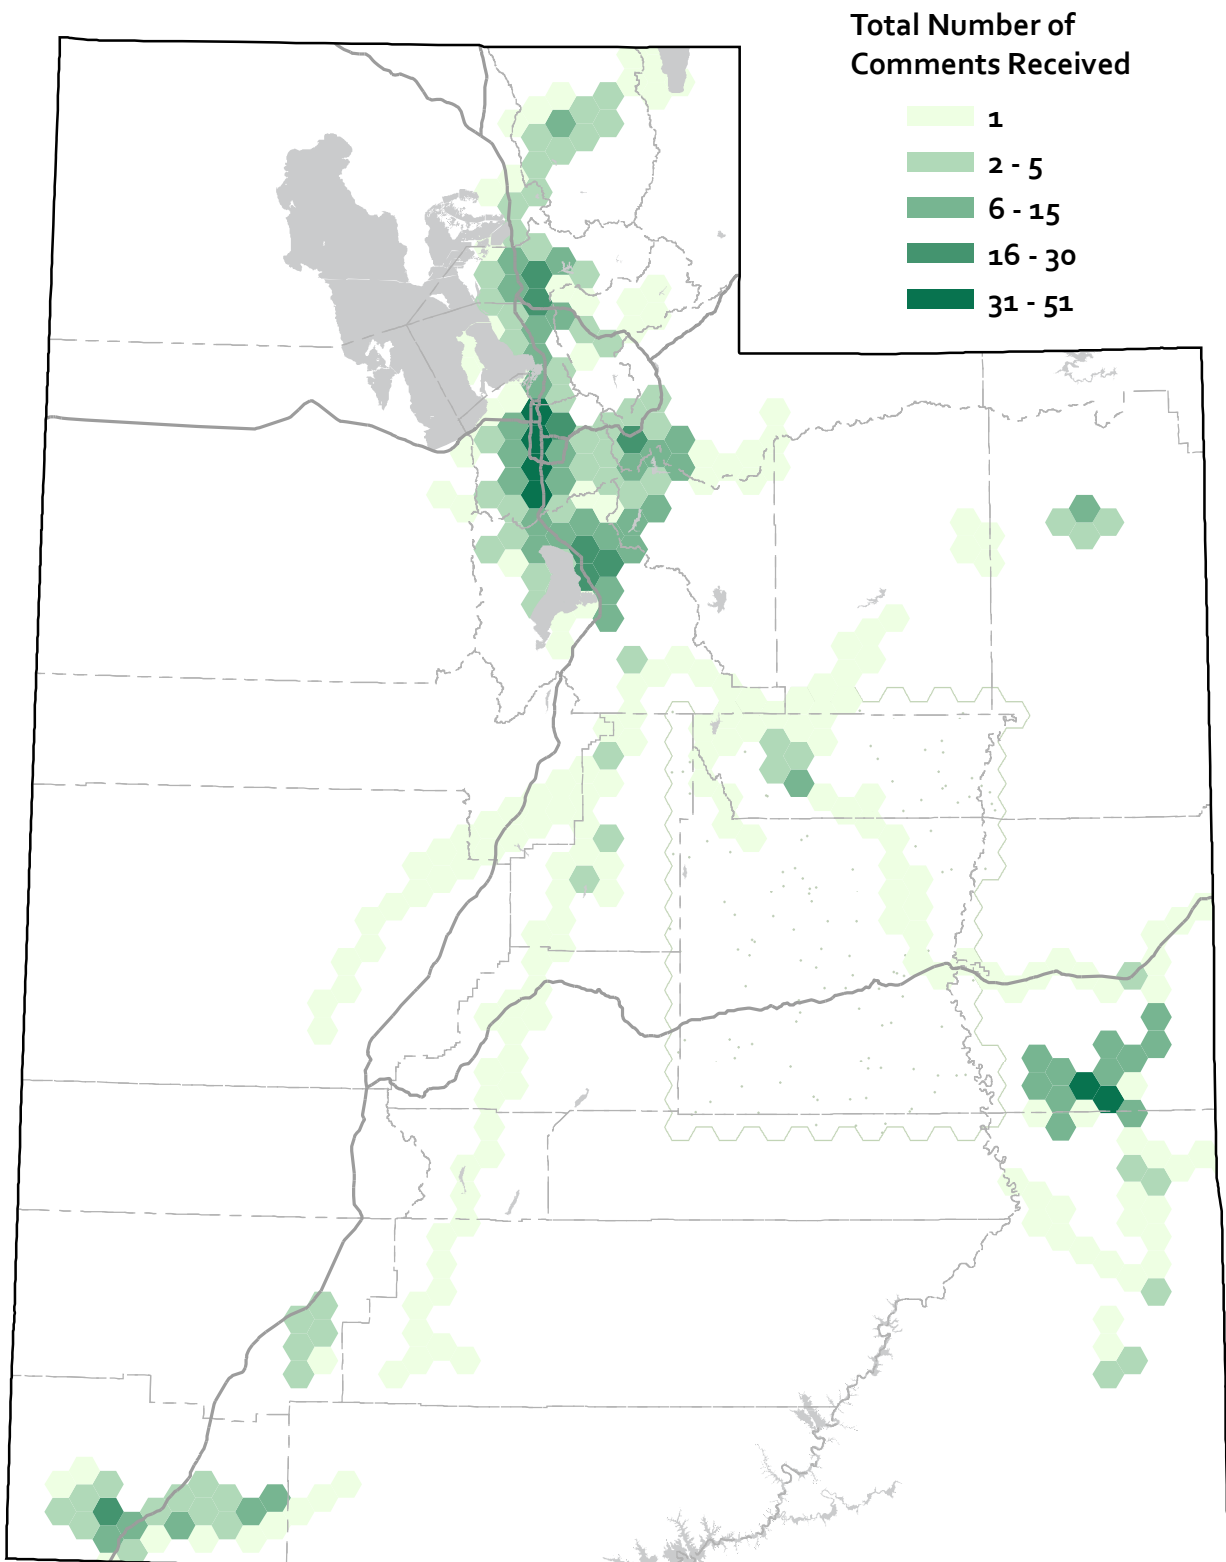 Total Number of
Comments Received
1
2 - 5
6 - 15
16 - 30
31 - 51